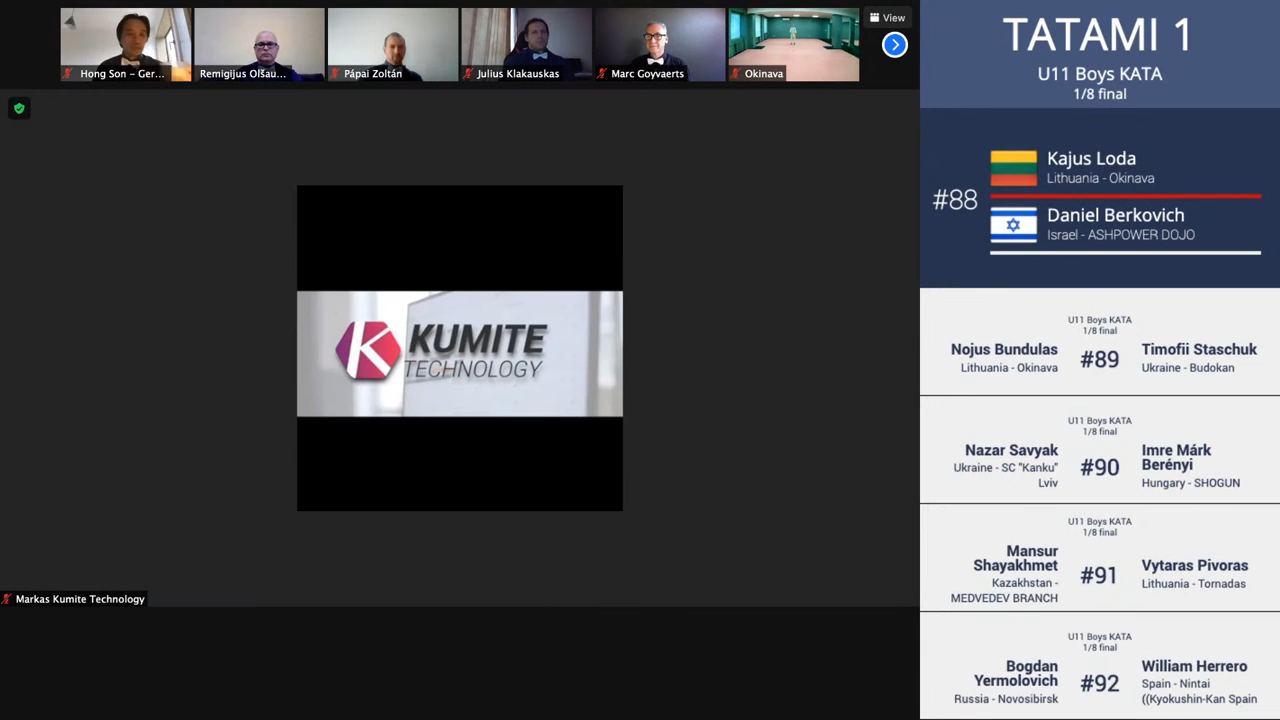 View
Hong Son – Ger...
Remigijus Olšau...
Pápai Zoltán
Julius Klakauskas
Marc Goyvaerts
Okinava
KUMITE
TECHNOLOGY
Markas Kumite Technology
TATAMI 1
U11 Boys KATA
1/8 final
#88
Kajus Loda
Lithuania - Okinava
Daniel Berkovich
Israel - ASHPOWER DOJO
U11 Boys KATA
1/8 final
Nojus Bundulas
Lithuania - Okinava
#89
Timofii Staschuk
Ukraine - Budokan
U11 Boys KATA
1/8 final
Nazar Savyak
Ukraine - SC "Kanku"
Lviv
#90
Imre Márk
Berényi
Hungary - SHOGUN
U11 Boys KATA
1/8 final
Mansur
Shayakhmet
Kazakhstan -
MEDVEDEV BRANCH
#91
Vytaras Pivoras
Lithuania - Tornadas
U11 Boys KATA
1/8 final
Bogdan
Yermolovich
Russia - Novosibirsk
#92
William Herrero
Spain - Nintai
((Kyokushin-Kan Spain